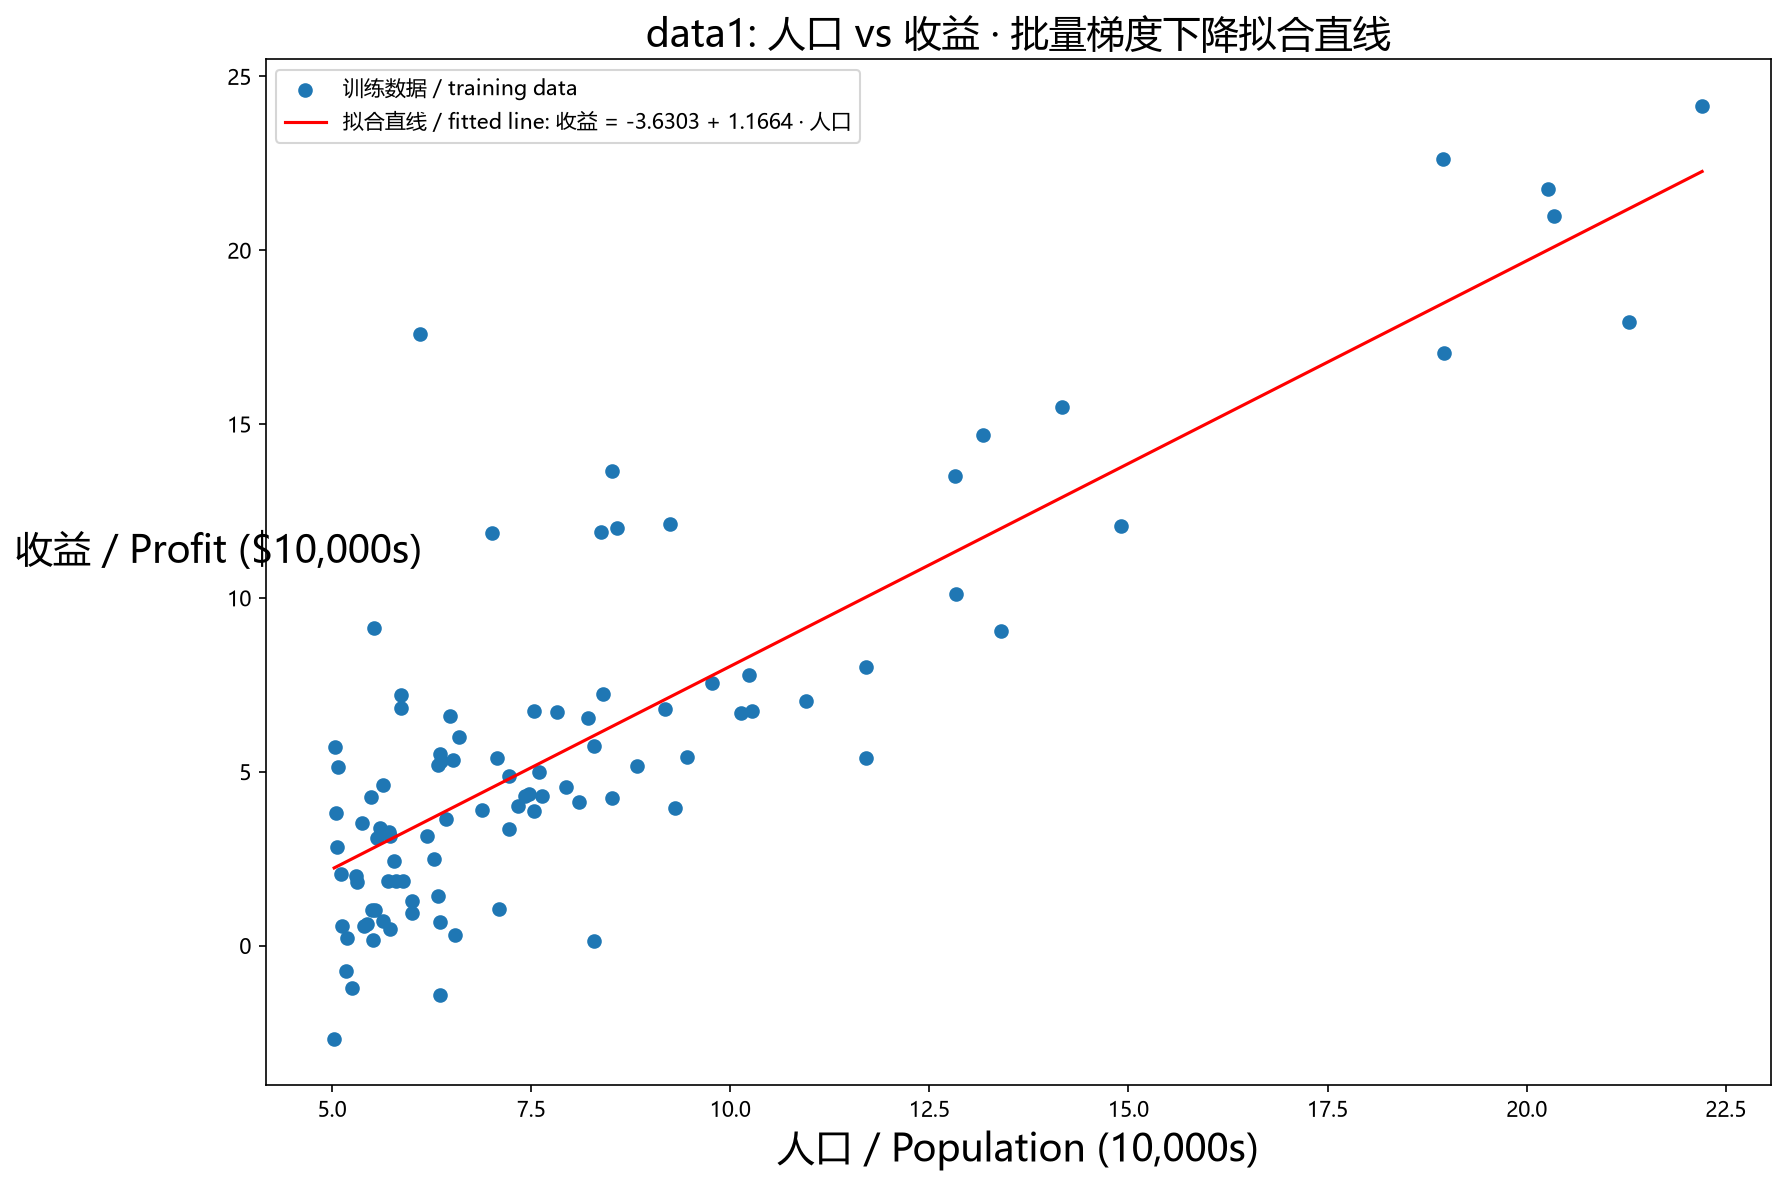 data1: 人口 vs 收益 · 批量梯度下降拟合直线
训练数据 / training data
拟合直线 / fitted line: 收益 = -3.6303 + 1.1664 · 人口
25
20
15
10
5
0
收益 / Profit ($10,000s)
5.0 7.5 10.0 12.5 15.0 17.5 20.0 22.5
人口 / Population (10,000s)